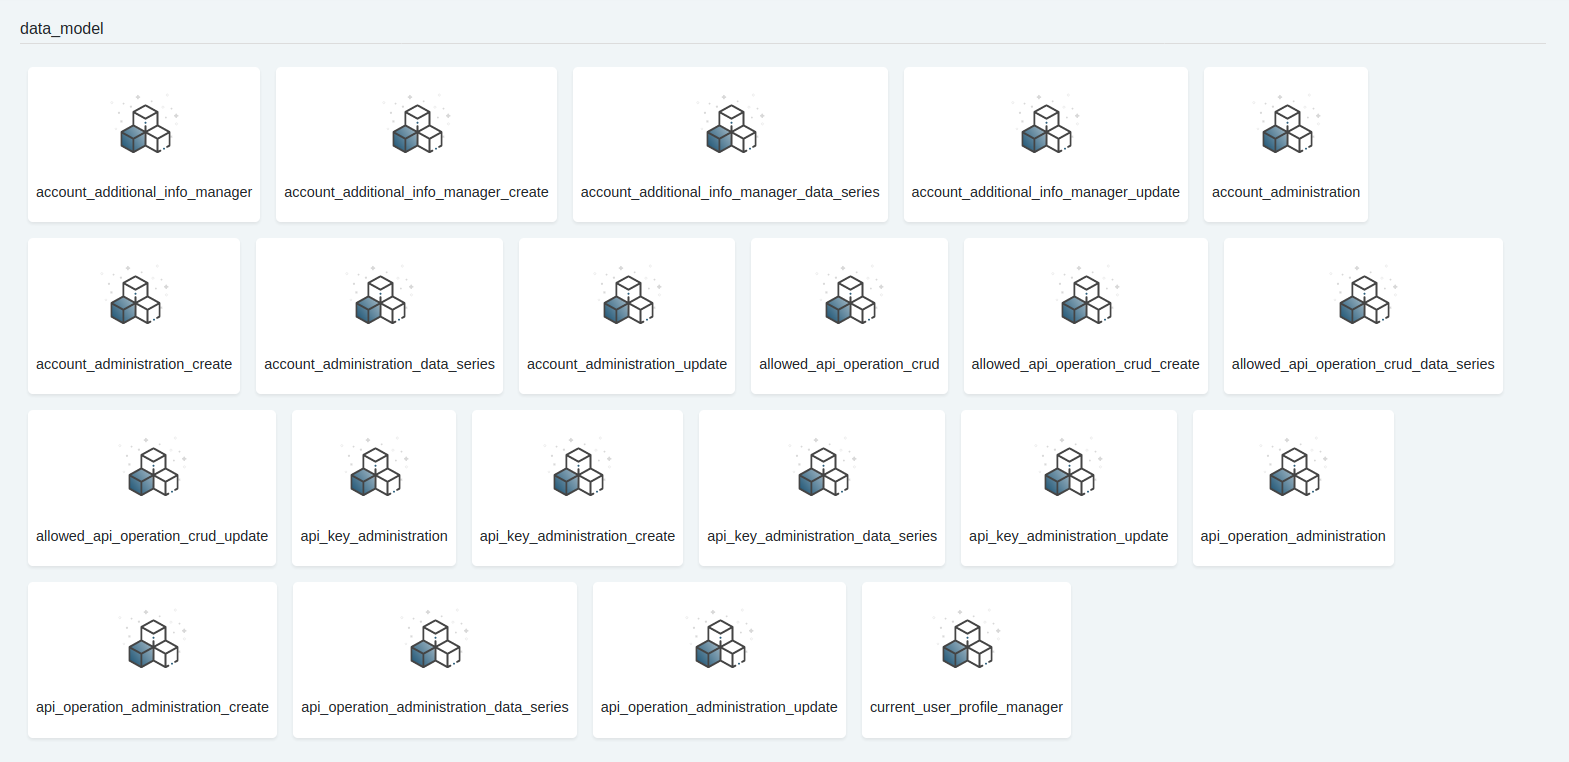 data_model
account_additional_info_manager
account_additional_info_manager_create
account_additional_info_manager_data_series
account_additional_info_manager_update
account_administration
account_administration_create
account_administration_data_series
account_administration_update
allowed_api_operation_crud
allowed_api_operation_crud_create
allowed_api_operation_crud_data_series
allowed_api_operation_crud_update
api_key_administration
api_key_administration_create
api_key_administration_data_series
api_key_administration_update
api_operation_administration
api_operation_administration_create
api_operation_administration_data_series
api_operation_administration_update
current_user_profile_manager